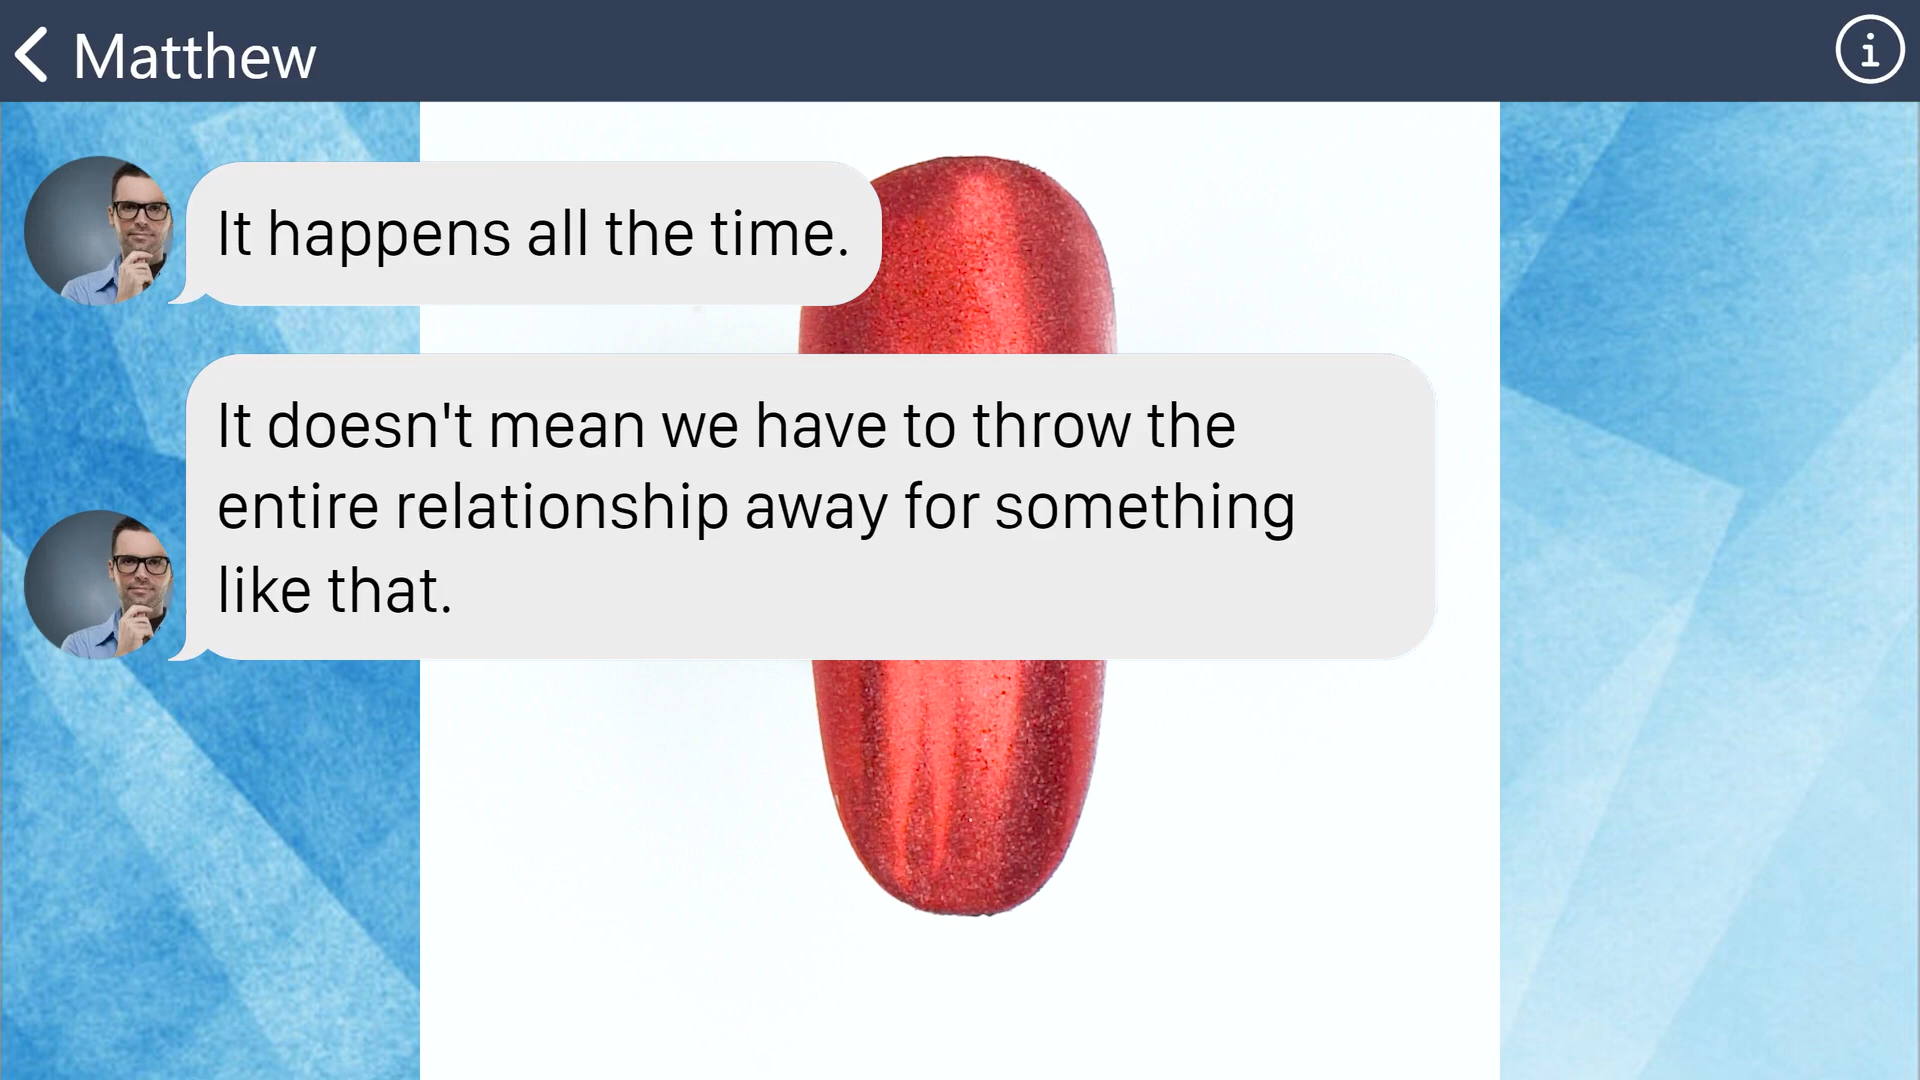 Matthew
It happens all the time.
It doesn't mean we have to throw the
entire relationship away for something
like that.